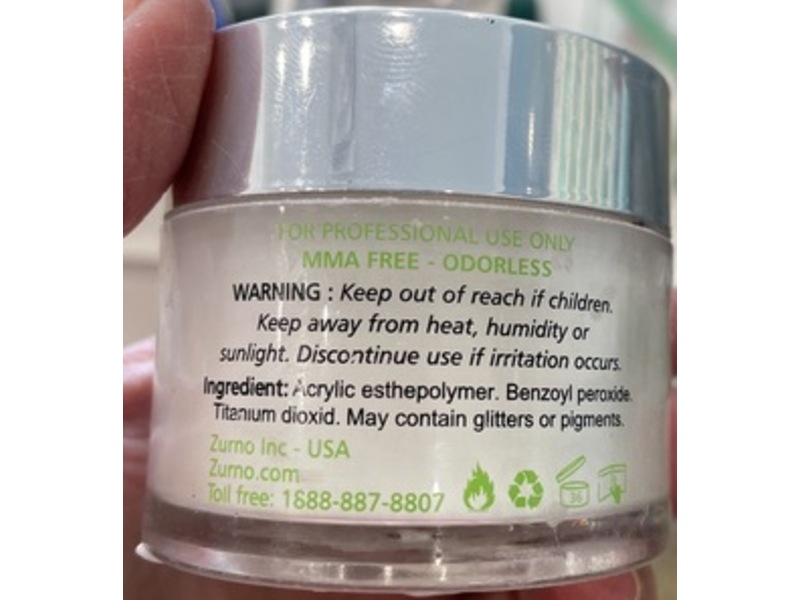 FOR PROFESSIONAL USE ONLY
MMA FREE - ODORLESS
WARNING : Keep out of reach if children.
Keep away from heat, humidity or
sunlight. Discontinue use if irritation occurs.
Ingredient: Acrylic esthepolymer. Benzoyl peroxide.
Titanium dioxid. May contain glitters or pigments.
Zurno Inc - USA
Zurno.com
Toll free: 1888-887-8807
36